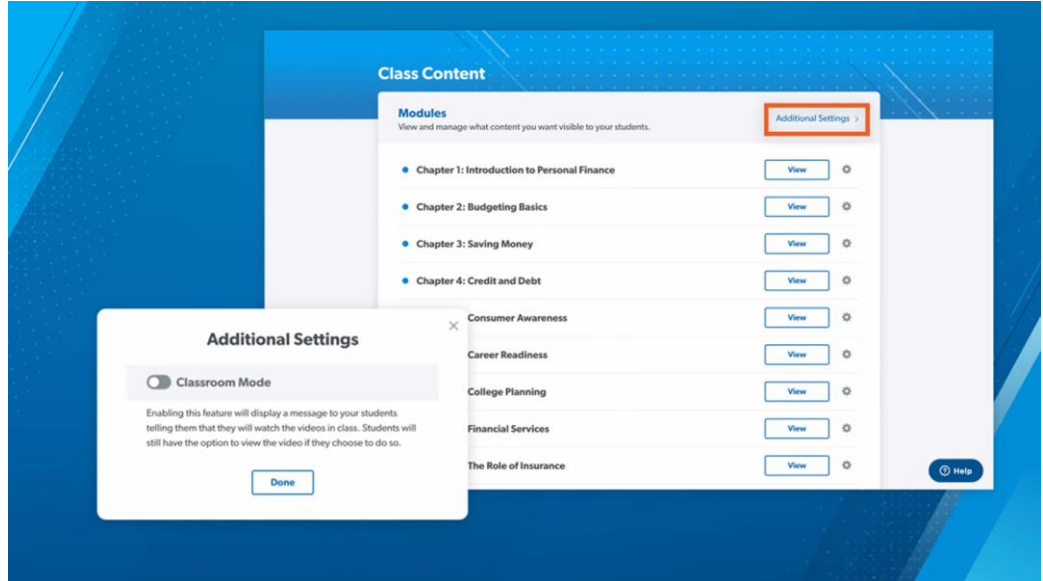 Class Content
Modules
View and manage what content you want visible to your students.
Additional Settings >
Chapter 1: Introduction to Personal Finance
View
Chapter 2: Budgeting Basics
View
Chapter 3: Saving Money
View
Chapter 4: Credit and Debt
View
Consumer Awareness
View
Career Readiness
View
College Planning
View
Financial Services
View
The Role of Insurance
View
Help
Additional Settings
Classroom Mode
Enabling this feature will display a message to your students
telling them that they will watch the videos in class. Students will
still have the option to view the video if they choose to do so.
Done